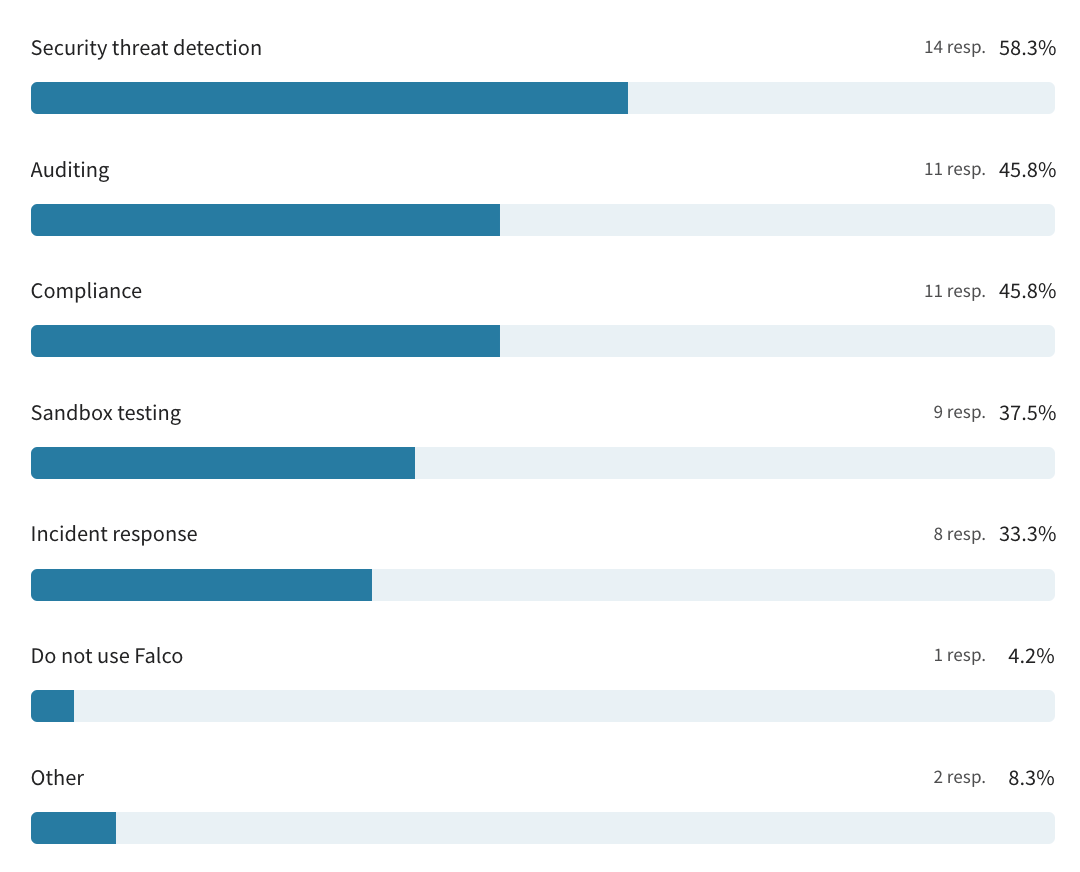 Security threat detection 14 resp. 58.3%
Auditing 11 resp. 45.8%
Compliance 11 resp. 45.8%
Sandbox testing 9 resp. 37.5%
Incident response 8 resp. 33.3%
Do not use Falco 1 resp. 4.2%
Other 2 resp. 8.3%